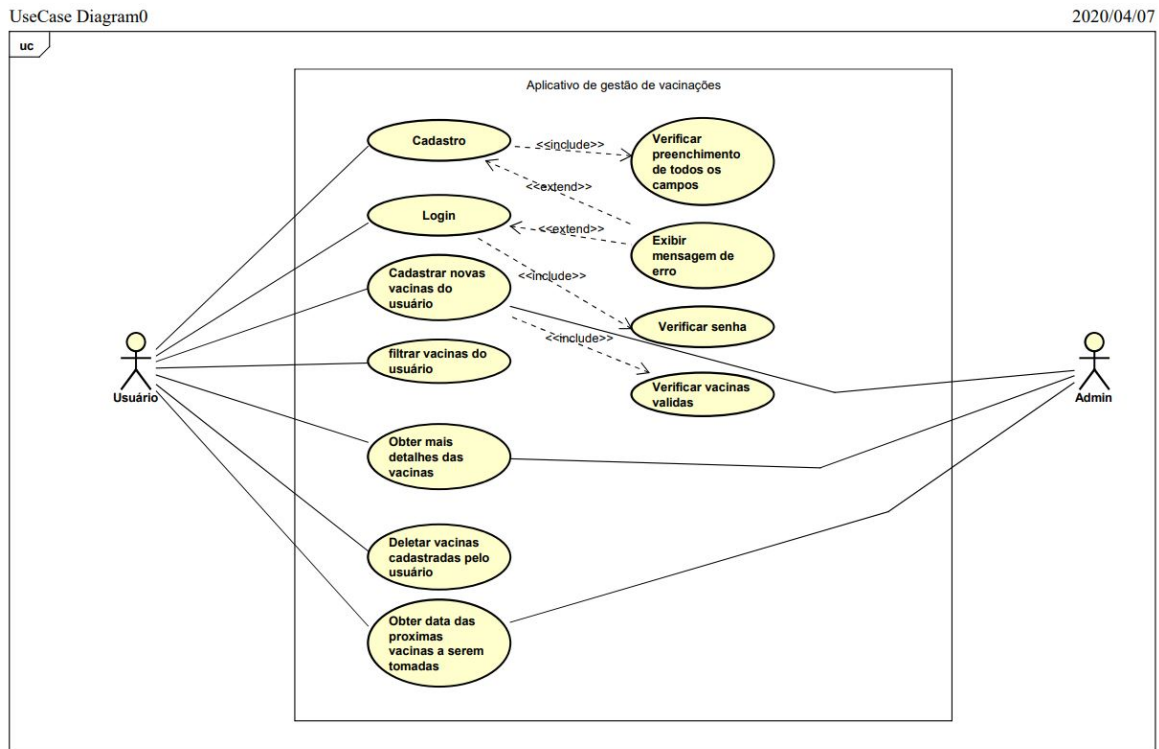 UseCase Diagram0
2020/04/07
uc
Aplicativo de gestão de vacinações
Cadastro
<<include>>
Verificar
preenchimento
de todos os
campos
<<extend>>
Login
<<extend>>
Exibir
mensagem de
erro
Cadastrar novas
vacinas do
usuário
<<include>>
Verificar senha
<<include>>
filtrar vacinas do
usuário
Verificar vacinas
validas
Usuário
Admin
Obter mais
detalhes das
vacinas
Deletar vacinas
cadastradas pelo
usuário
Obter data das
proximas
vacinas a serem
tomadas